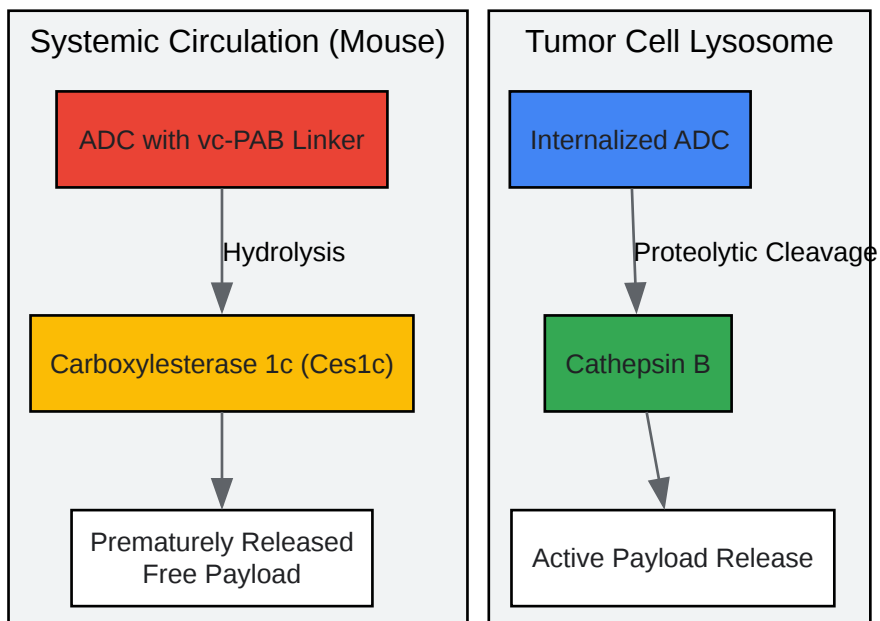 Systemic Circulation (Mouse)
ADC with vc-PAB Linker
Hydrolysis
Carboxylesterase 1c (Ces1c)
Prematurely Released
Free Payload
Tumor Cell Lysosome
Internalized ADC
Proteolytic Cleavage
Cathepsin B
Active Payload Release